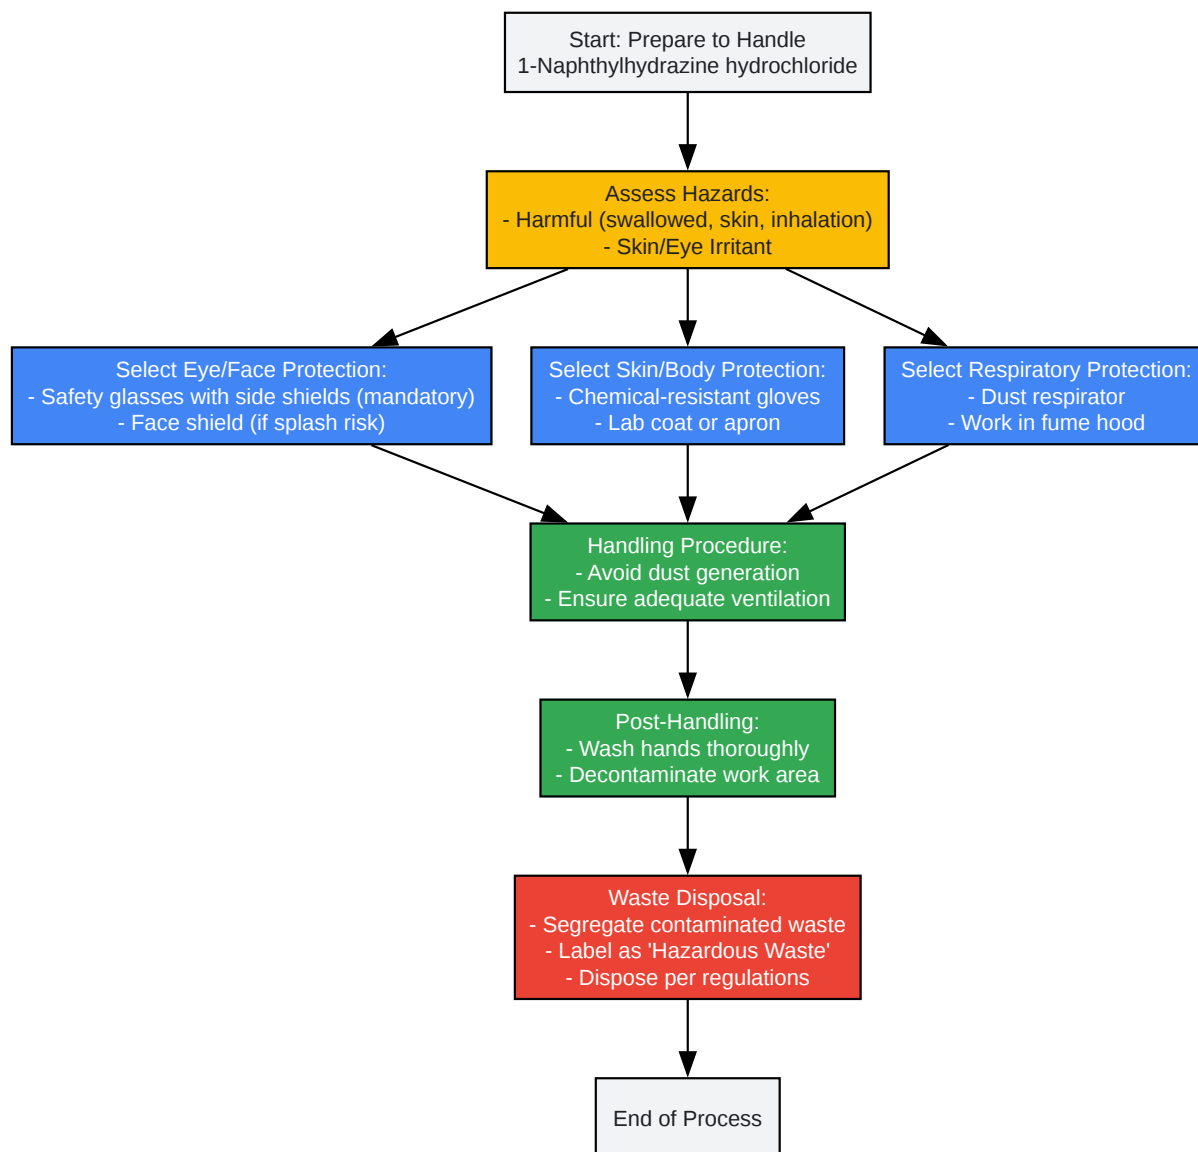 Start: Prepare to Handle
1-Naphthylhydrazine hydrochloride
Assess Hazards:
- Harmful (swallowed, skin, inhalation)
- Skin/Eye Irritant
Select Eye/Face Protection:
- Safety glasses with side shields (mandatory)
- Face shield (if splash risk)
Select Skin/Body Protection:
- Chemical-resistant gloves
- Lab coat or apron
Select Respiratory Protection:
- Dust respirator
- Work in fume hood
Handling Procedure:
- Avoid dust generation
- Ensure adequate ventilation
Post-Handling:
- Wash hands thoroughly
- Decontaminate work area
Waste Disposal:
- Segregate contaminated waste
- Label as 'Hazardous Waste'
- Dispose per regulations
End of Process